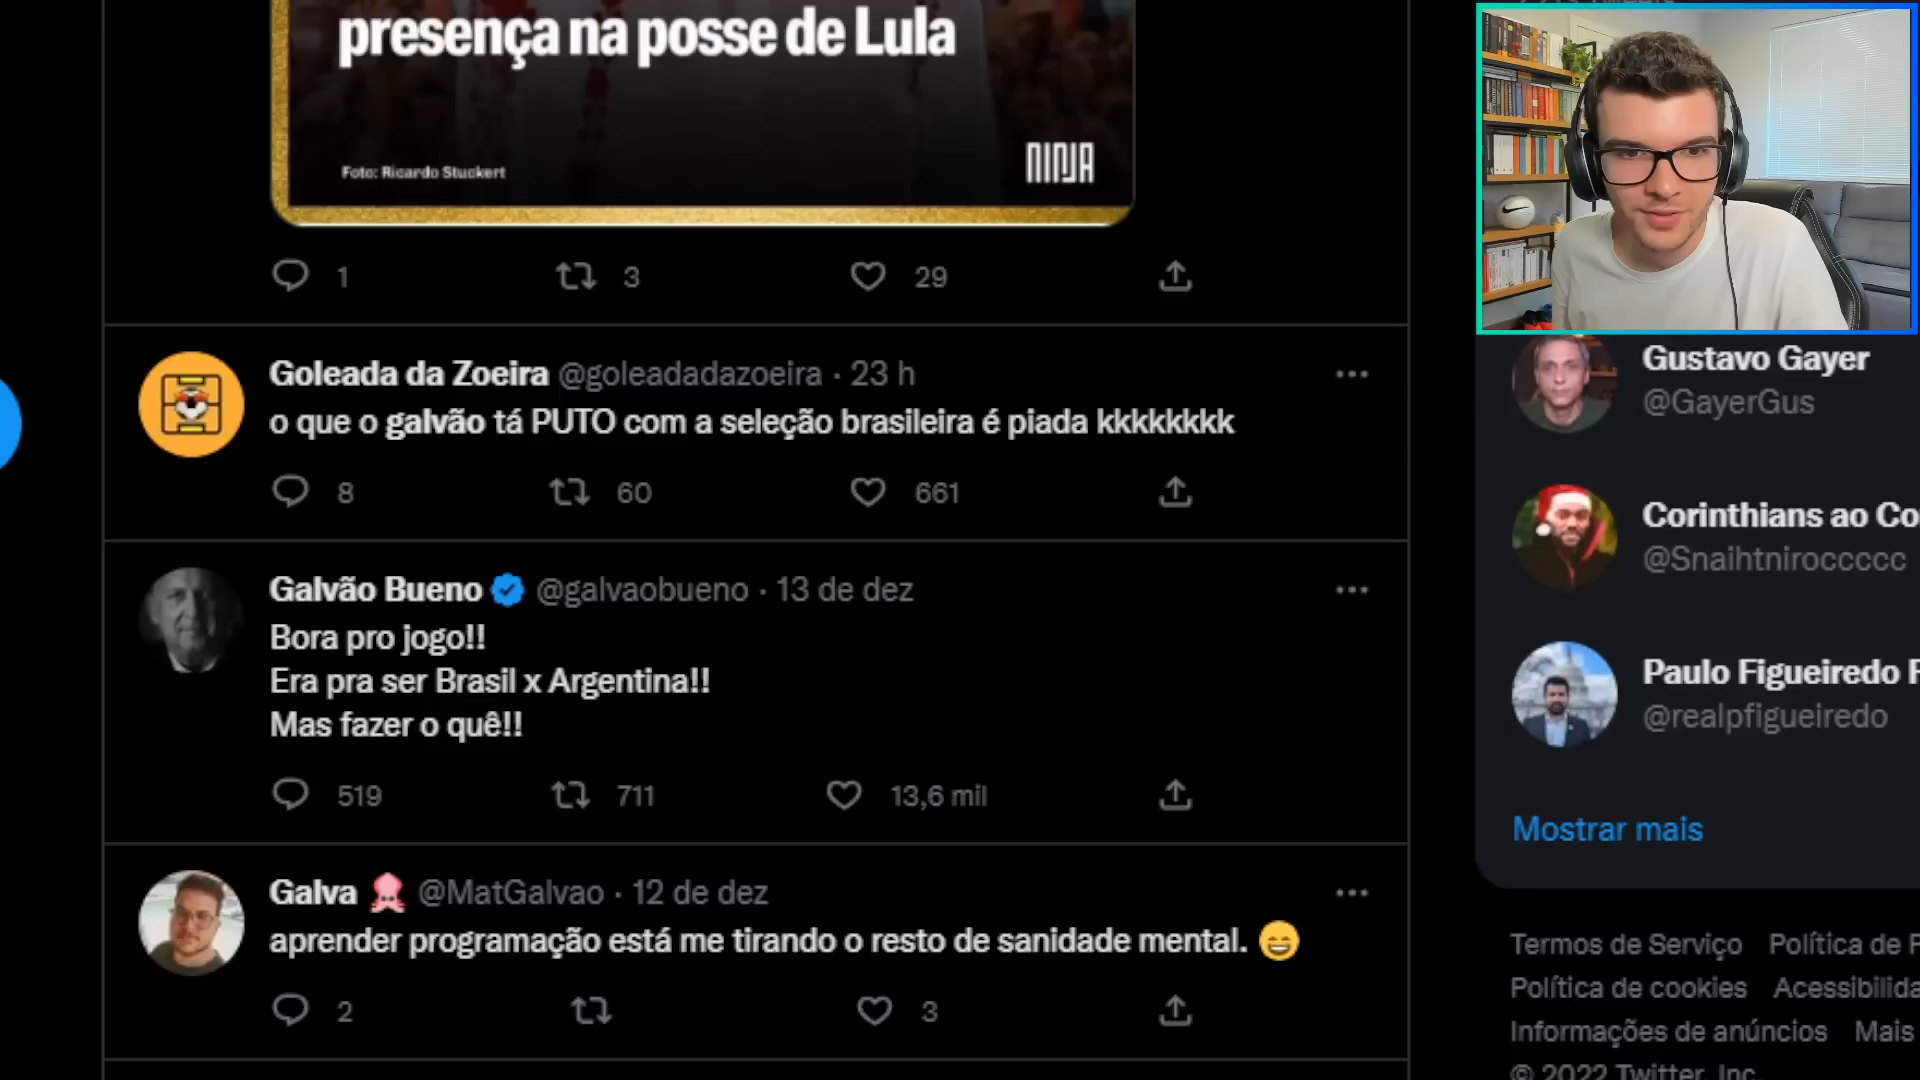 presença na posse de Lula
Foto: Ricardo Stuckert
NINJA
1 3 29
Goleada da Zoeira @goleadadazoeira · 23 h
o que o galvão tá PUTO com a seleção brasileira é piada kkkkkkkk
8 60 661
Galvão Bueno @galvaobueno · 13 de dez
Bora pro jogo!!
Era pra ser Brasil x Argentina!!
Mas fazer o quê!!
519 711 13,6 mil
Galva @MatGalvao · 12 de dez
aprender programação está me tirando o resto de sanidade mental. 😄
2 3
Gustavo Gayer
@GayerGus
Corinthians ao Co
@Snaihtniroccccc
Paulo Figueiredo F
@realpfigueiredo
Mostrar mais
Termos de Serviço Política de P
Política de cookies Acessibilida
Informações de anúncios Mais
© 2022 Twitter, Inc.